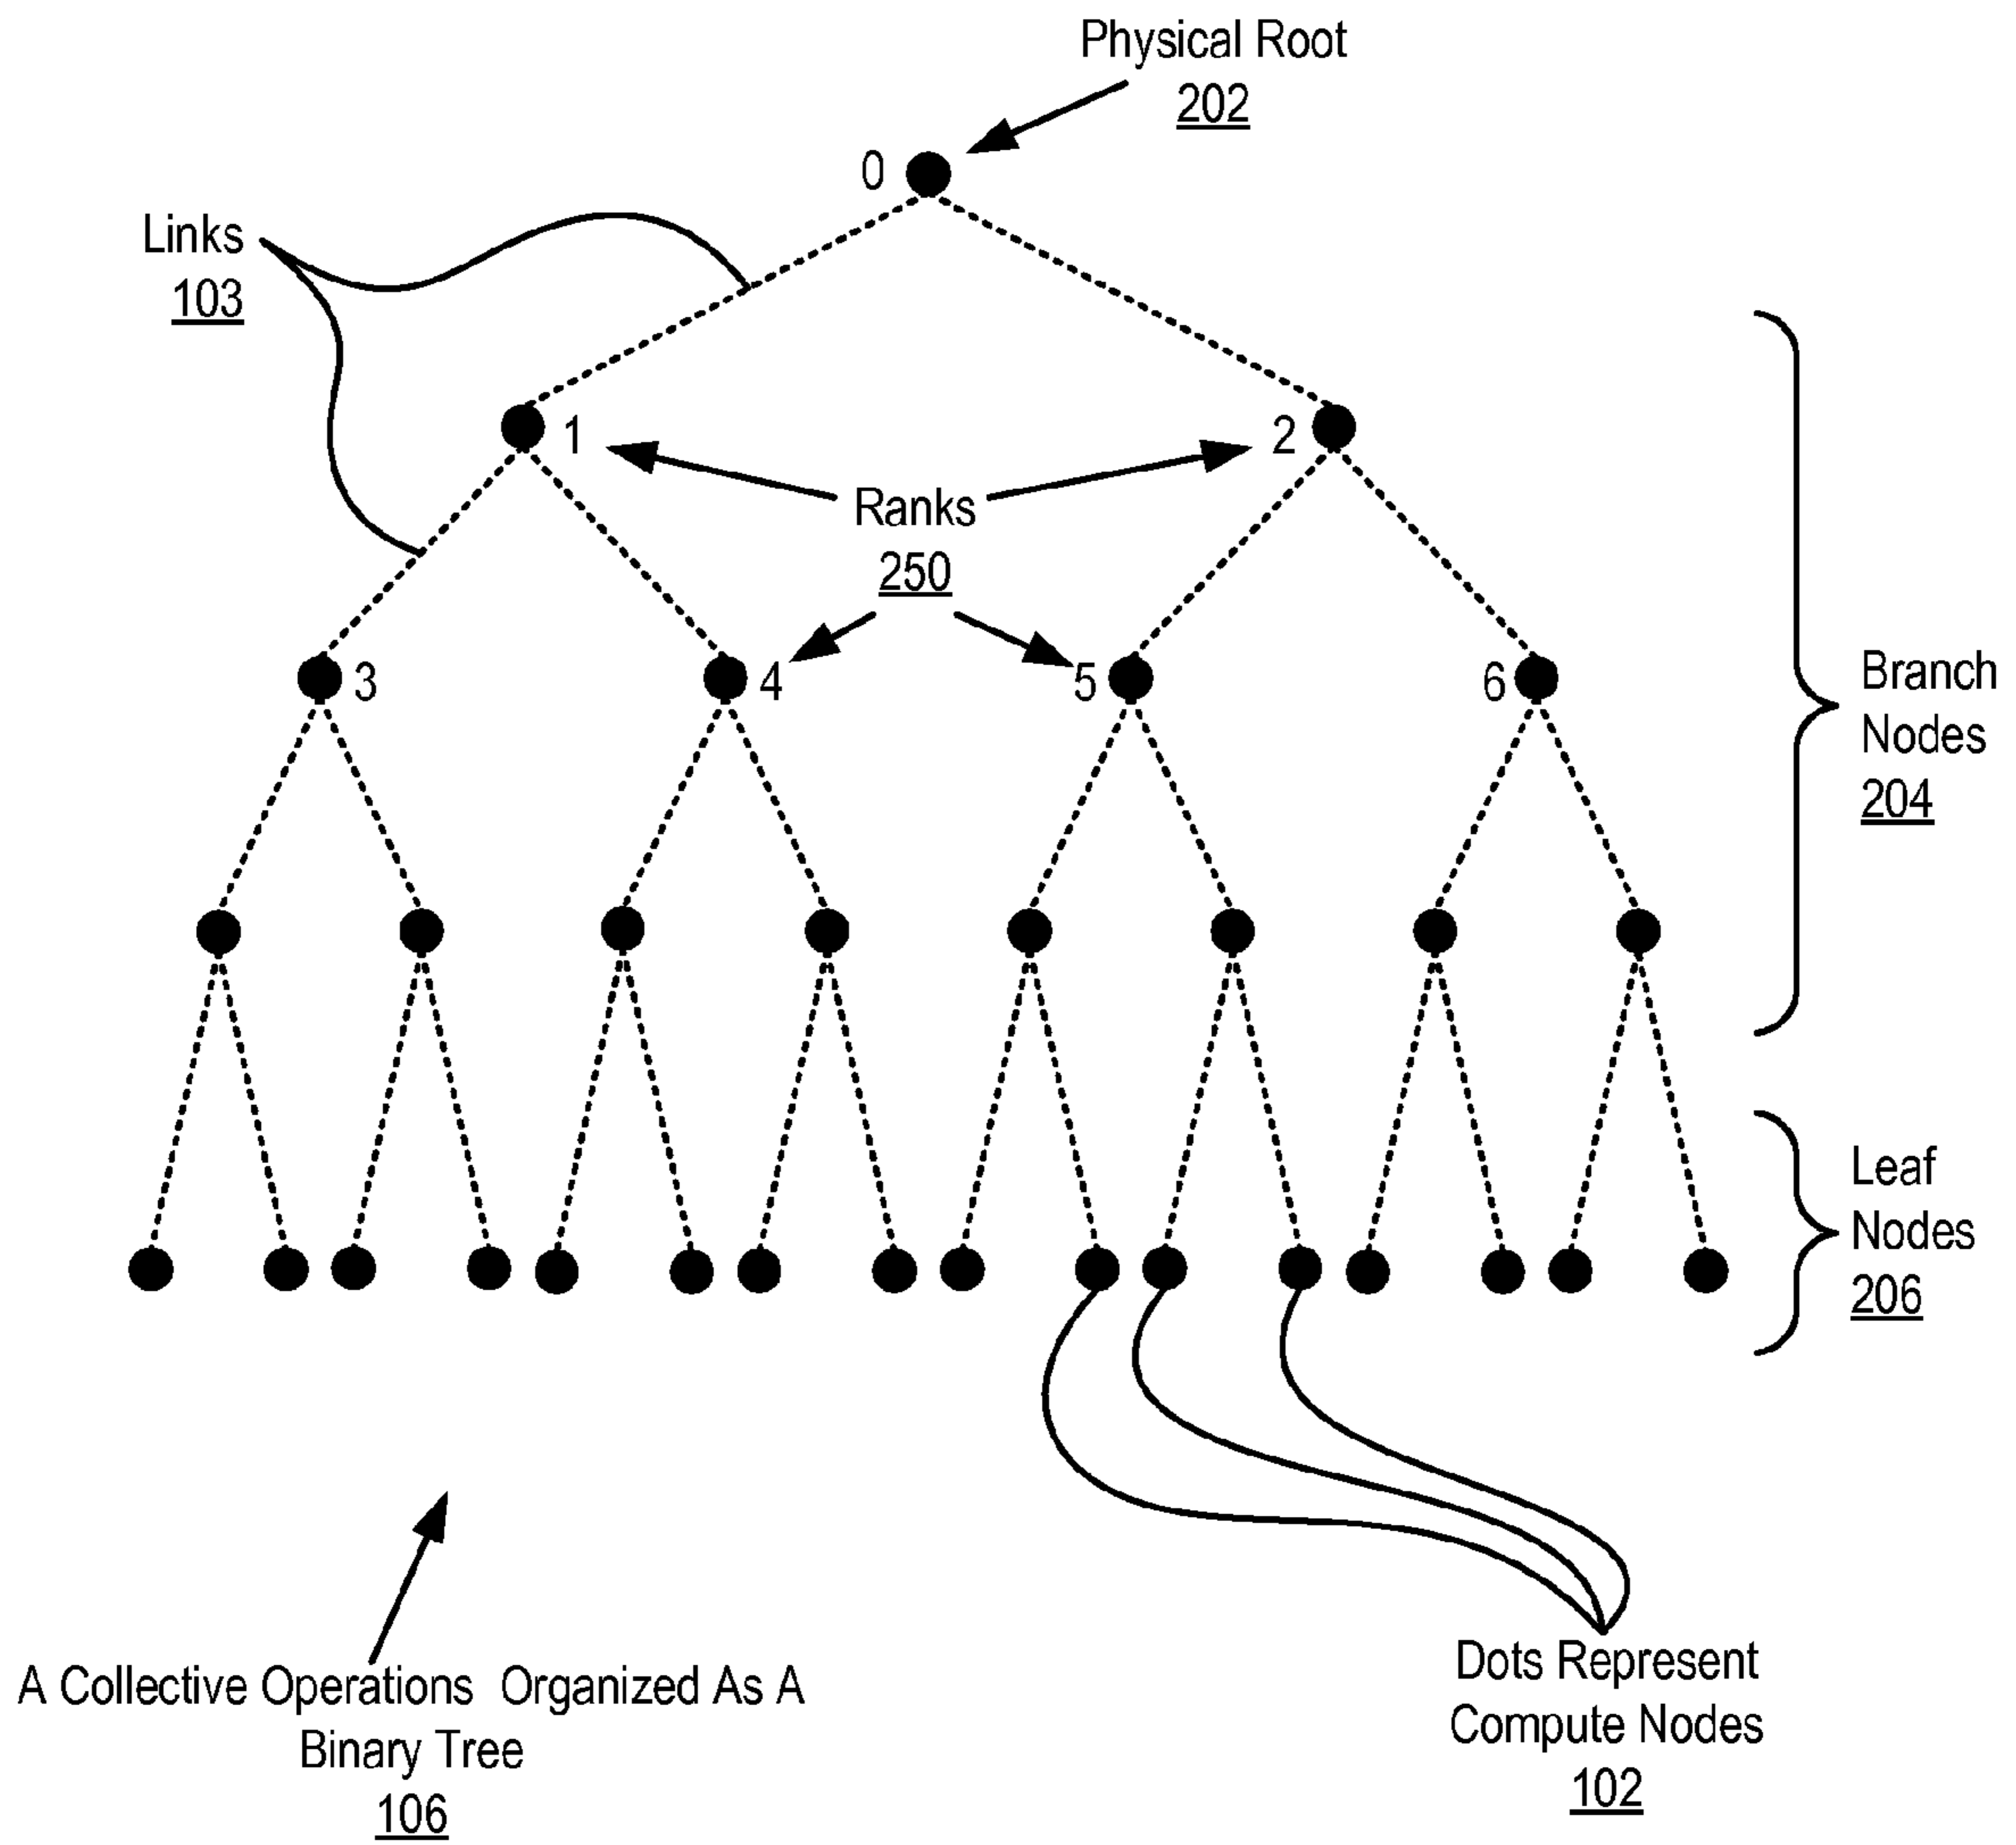 Physical Root
202
0
Links
103
1
2
Ranks
250
3
4
5
6
Branch
Nodes
204
Leaf
Nodes
206
A Collective Operations Organized As A
Binary Tree
106
Dots Represent
Compute Nodes
102